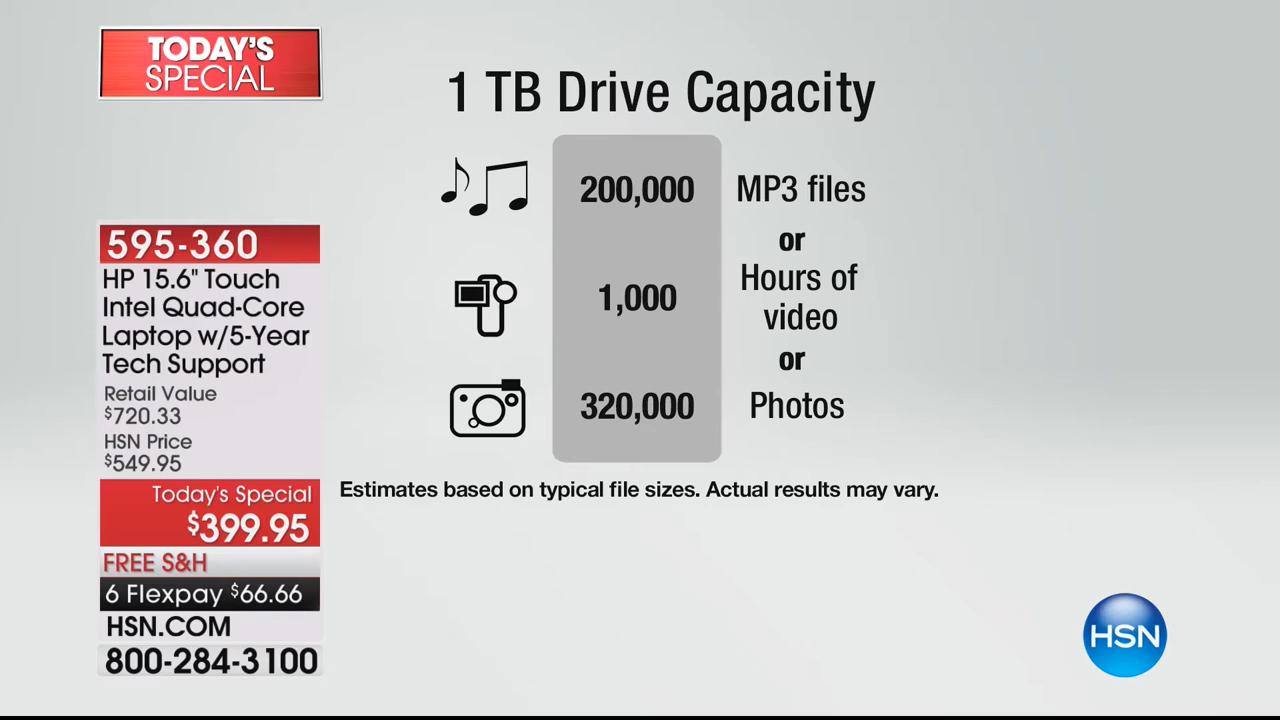 TODAY'S
SPECIAL
1 TB Drive Capacity
200,000 MP3 files
or
1,000 Hours of
video
or
320,000 Photos
Estimates based on typical file sizes. Actual results may vary.
595-360
HP 15.6" Touch
Intel Quad-Core
Laptop w/5-Year
Tech Support
Retail Value
$720.33
HSN Price
$549.95
Today's Special
$399.95
FREE S&H
6 Flexpay $66.66
HSN.COM
800-284-3100
HSN